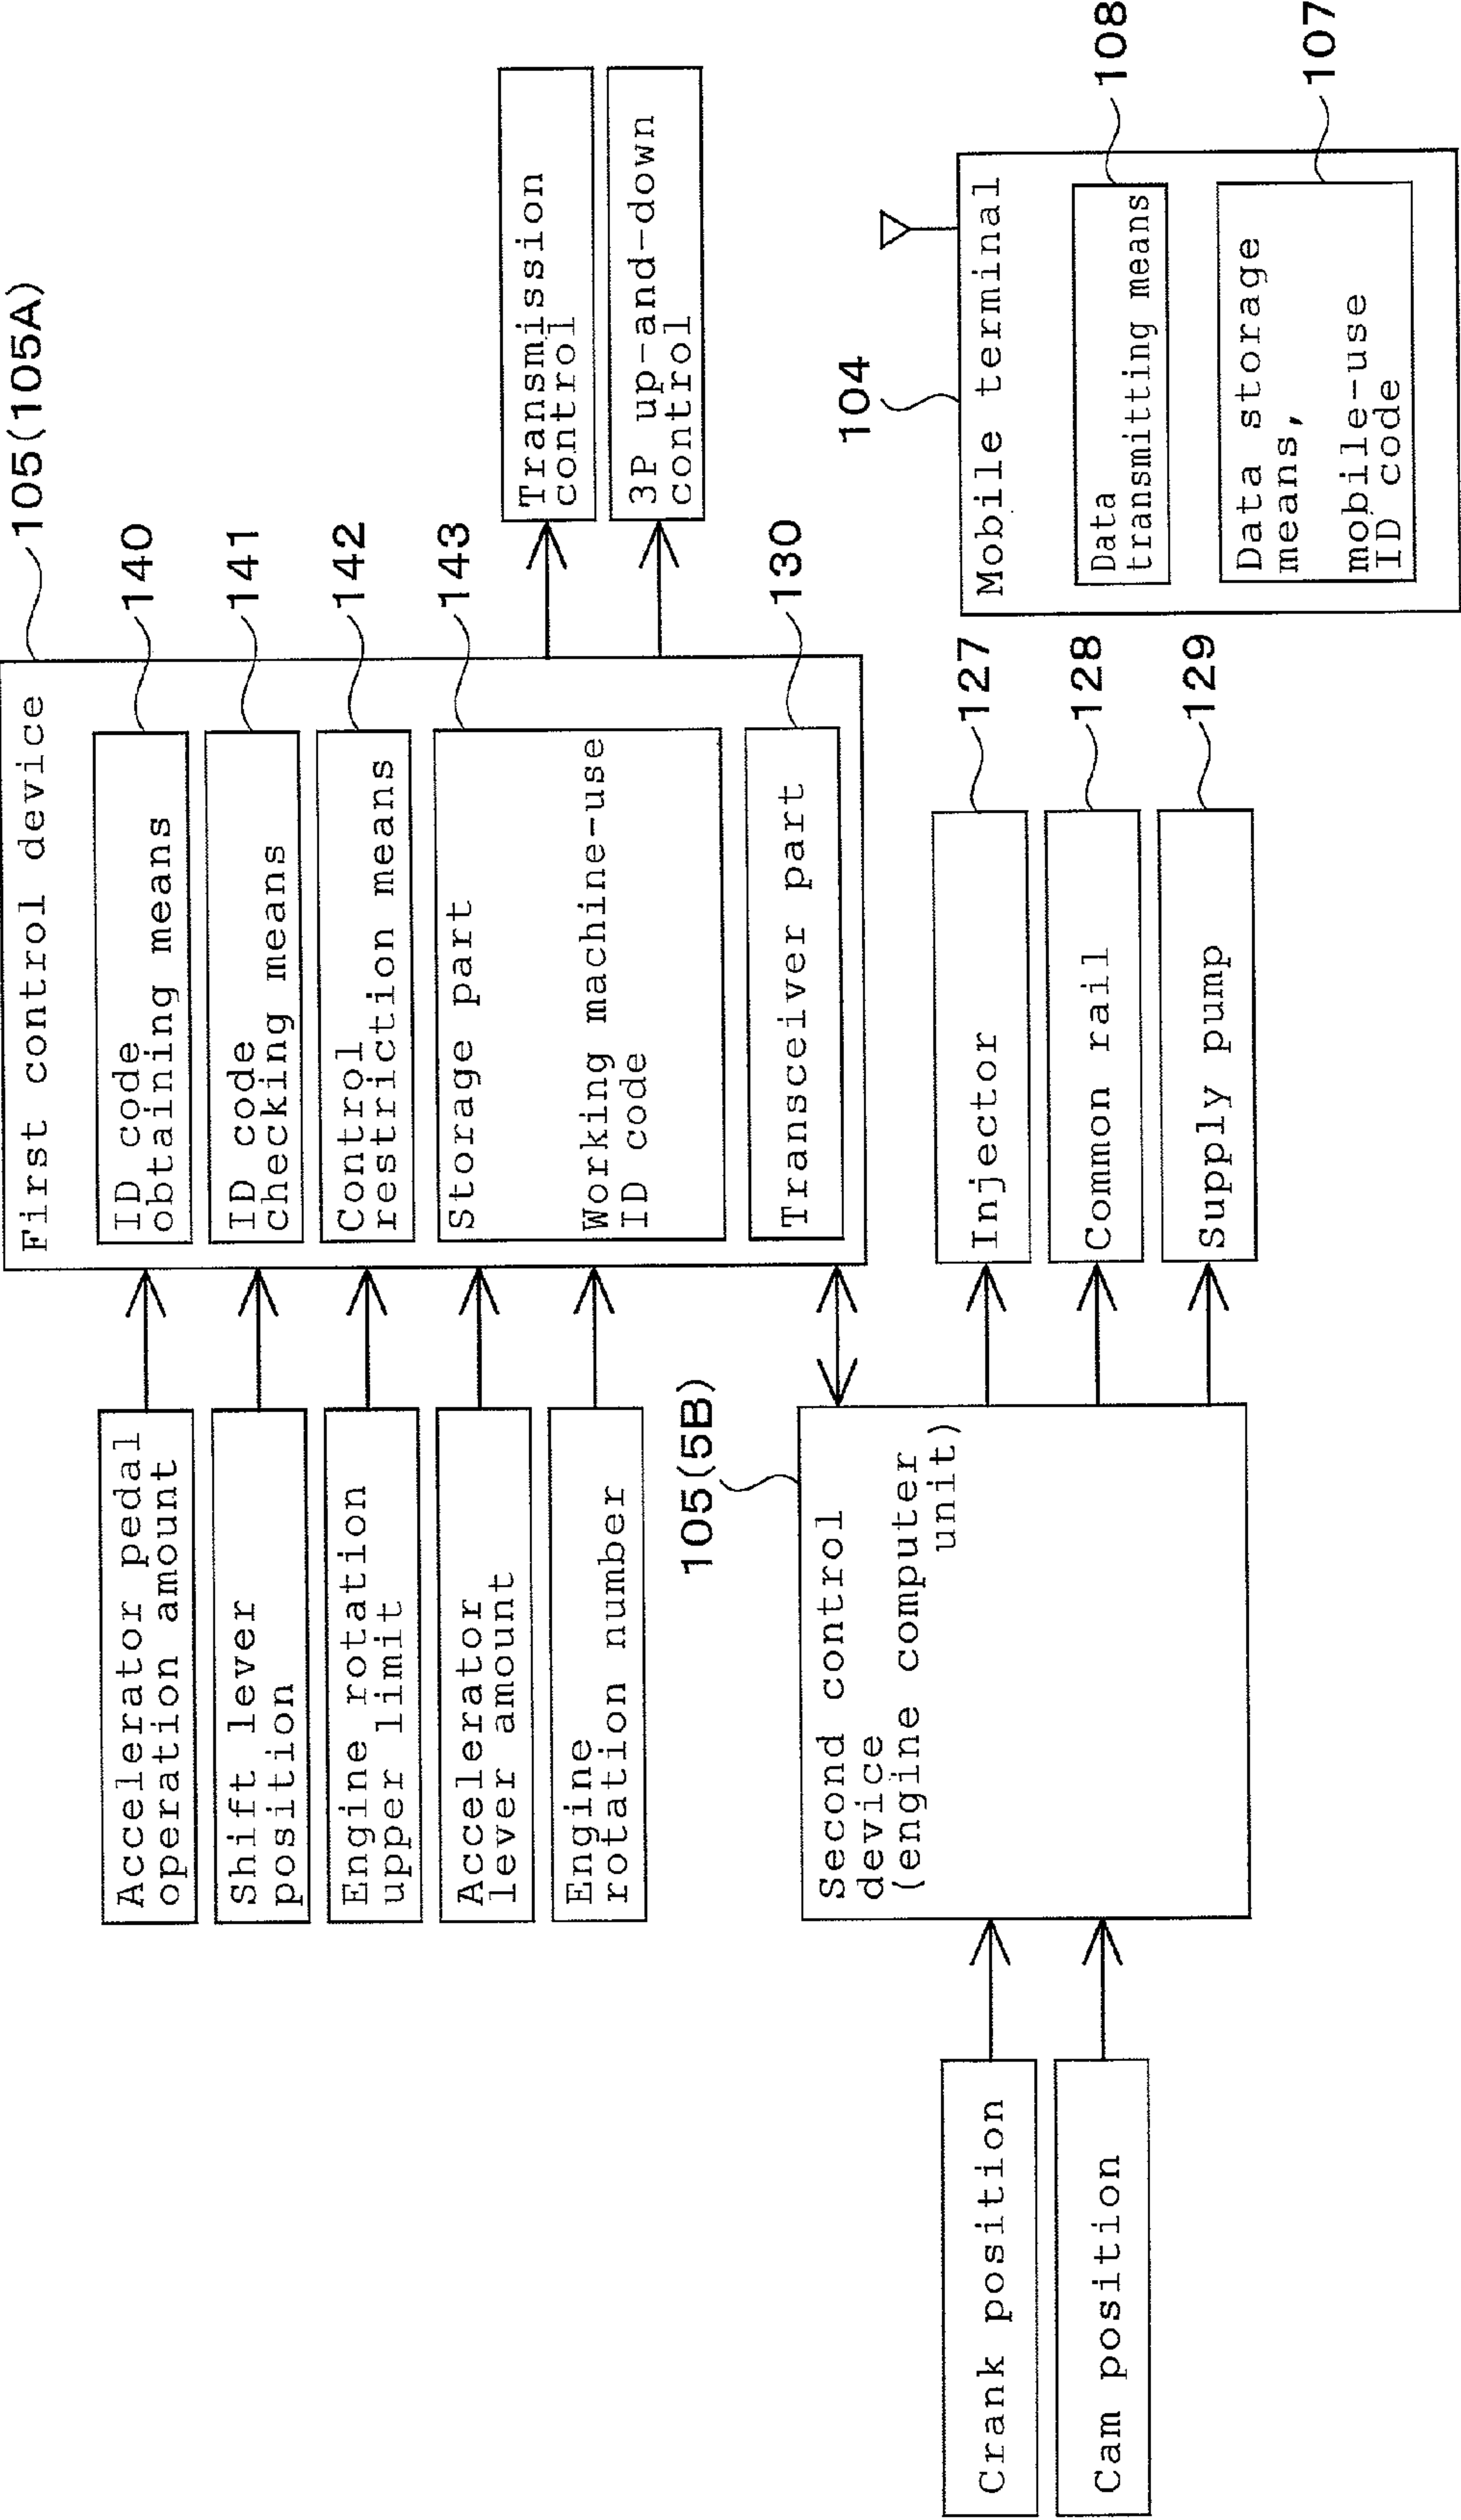 105(105A)
First control device
ID code
obtaining means
140
ID code
checking means
141
Control
restriction means
142
Storage part
Working machine-use
ID code
143
Transceiver part
130
Accelerator pedal
operation amount
Shift lever
position
Engine rotation
upper limit
Accelerator
lever amount
Engine
rotation number
Transmission
control
3P up-and-down
control
105(5B)
Second control
device
(engine computer
unit)
Crank position
Cam position
Injector
127
Common rail
128
Supply pump
129
104
Mobile terminal
Data
transmitting means
108
Data storage
means,
mobile-use
ID code
107